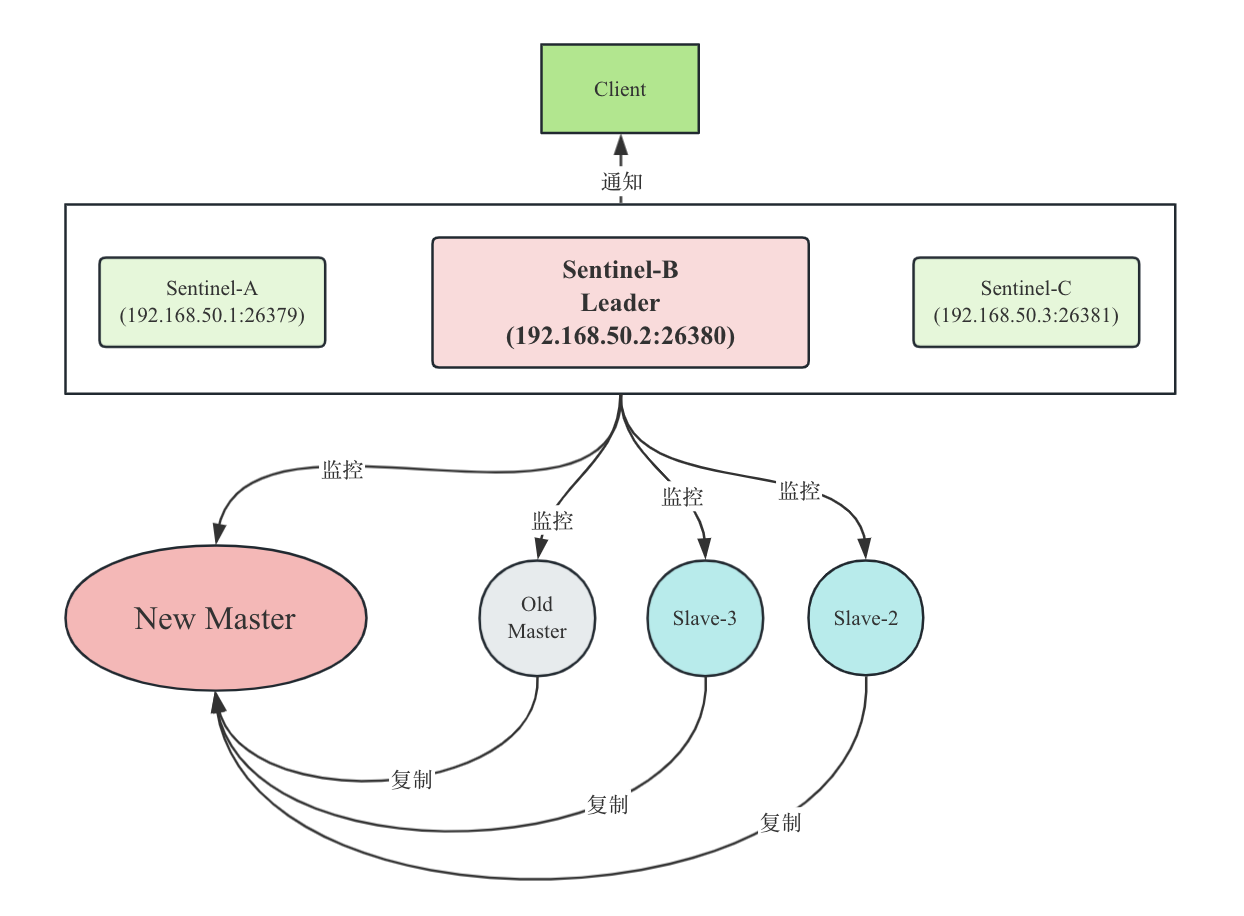 Client
通知
Sentinel-A
(192.168.50.1:26379)
Sentinel-B
Leader
(192.168.50.2:26380)
Sentinel-C
(192.168.50.3:26381)
监控
监控
监控
监控
New Master
Old
Master
Slave-3
Slave-2
复制
复制
复制